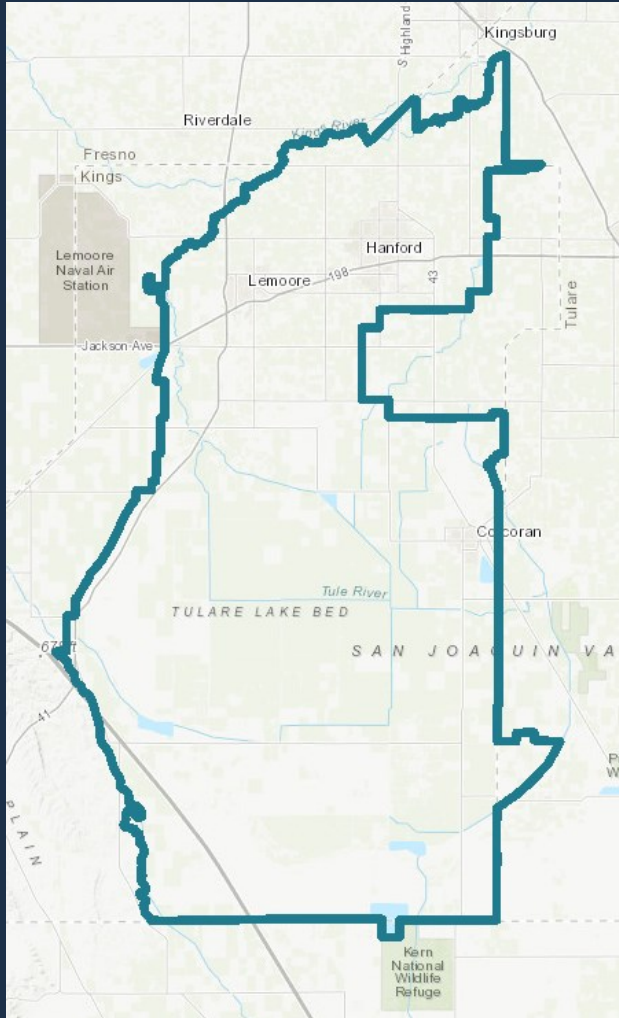 Kingsburg
S Highland
Riverdale
Kings River
Fresno
Kings
Lemoore
Naval Air
Station
Hanford
Lemoore
198
43
Tulare
Jackson Ave
Corcoran
Tule River
TULARE LAKE BED
SAN JOAQUIN VA
41
PLAIN
P
W
Kern
National
Wildlife
Refuge